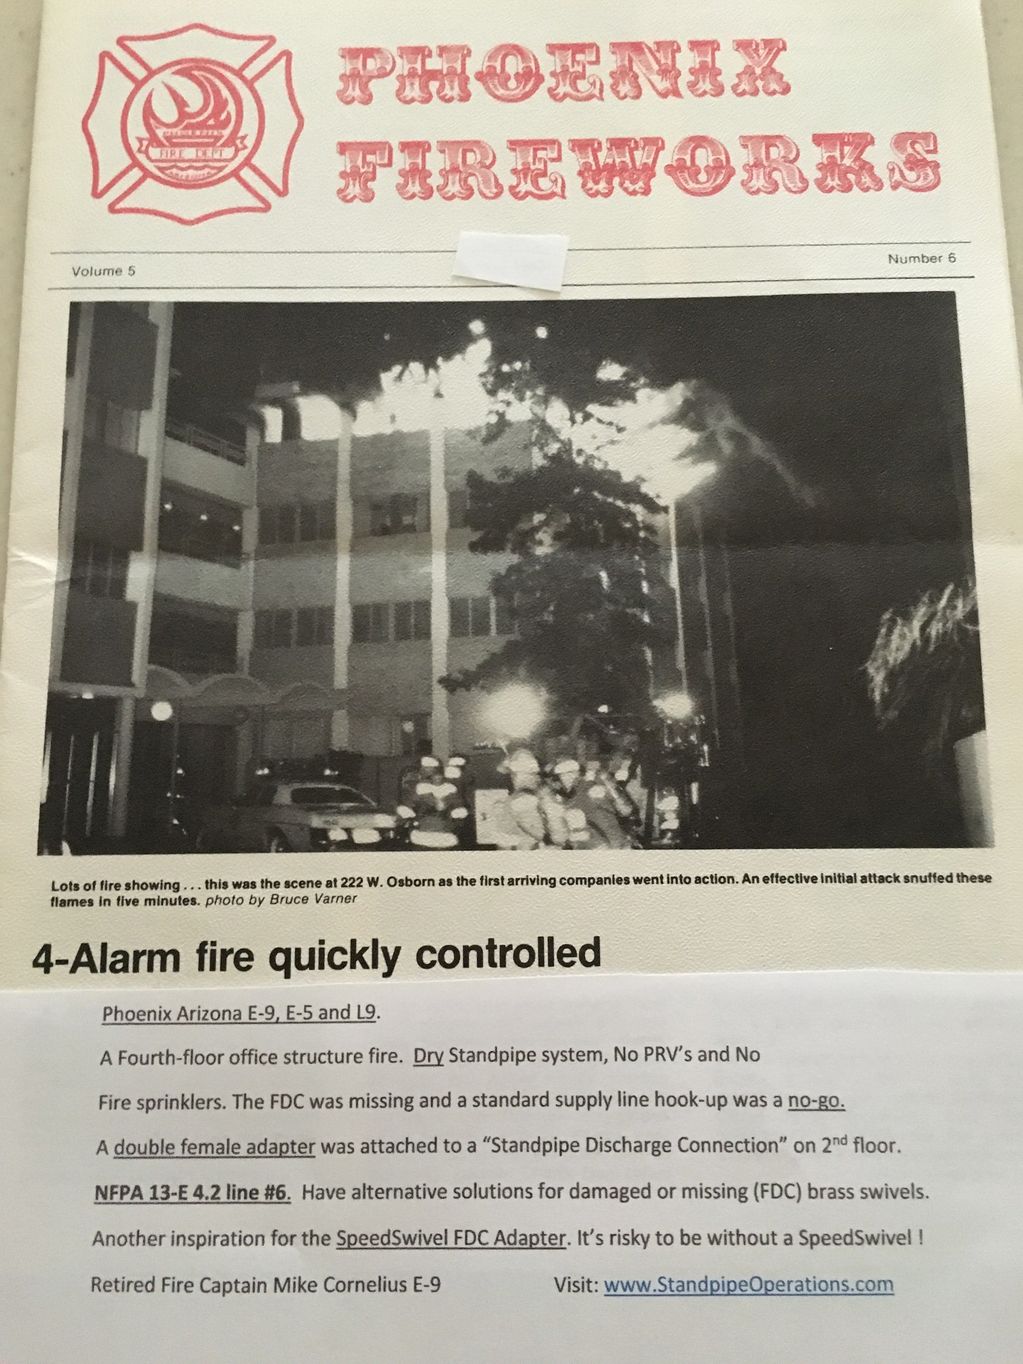 PHOENIX
FIREWORKS
FIRE DEPT
Volume 5
Number 6
Lots of fire showing . . . this was the scene at 222 W. Osborn as the first arriving companies went into action. An effective initial attack snuffed these
flames in five minutes. photo by Bruce Varner
4-Alarm fire quickly controlled
Phoenix Arizona E-9, E-5 and L9.
A Fourth-floor office structure fire. Dry Standpipe system, No PRV's and No
Fire sprinklers. The FDC was missing and a standard supply line hook-up was a no-go.
A double female adapter was attached to a “Standpipe Discharge Connection” on 2nd floor.
NFPA 13-E 4.2 line #6. Have alternative solutions for damaged or missing (FDC) brass swivels.
Another inspiration for the SpeedSwivel FDC Adapter. It's risky to be without a SpeedSwivel !
Retired Fire Captain Mike Cornelius E-9 Visit: www.StandpipeOperations.com